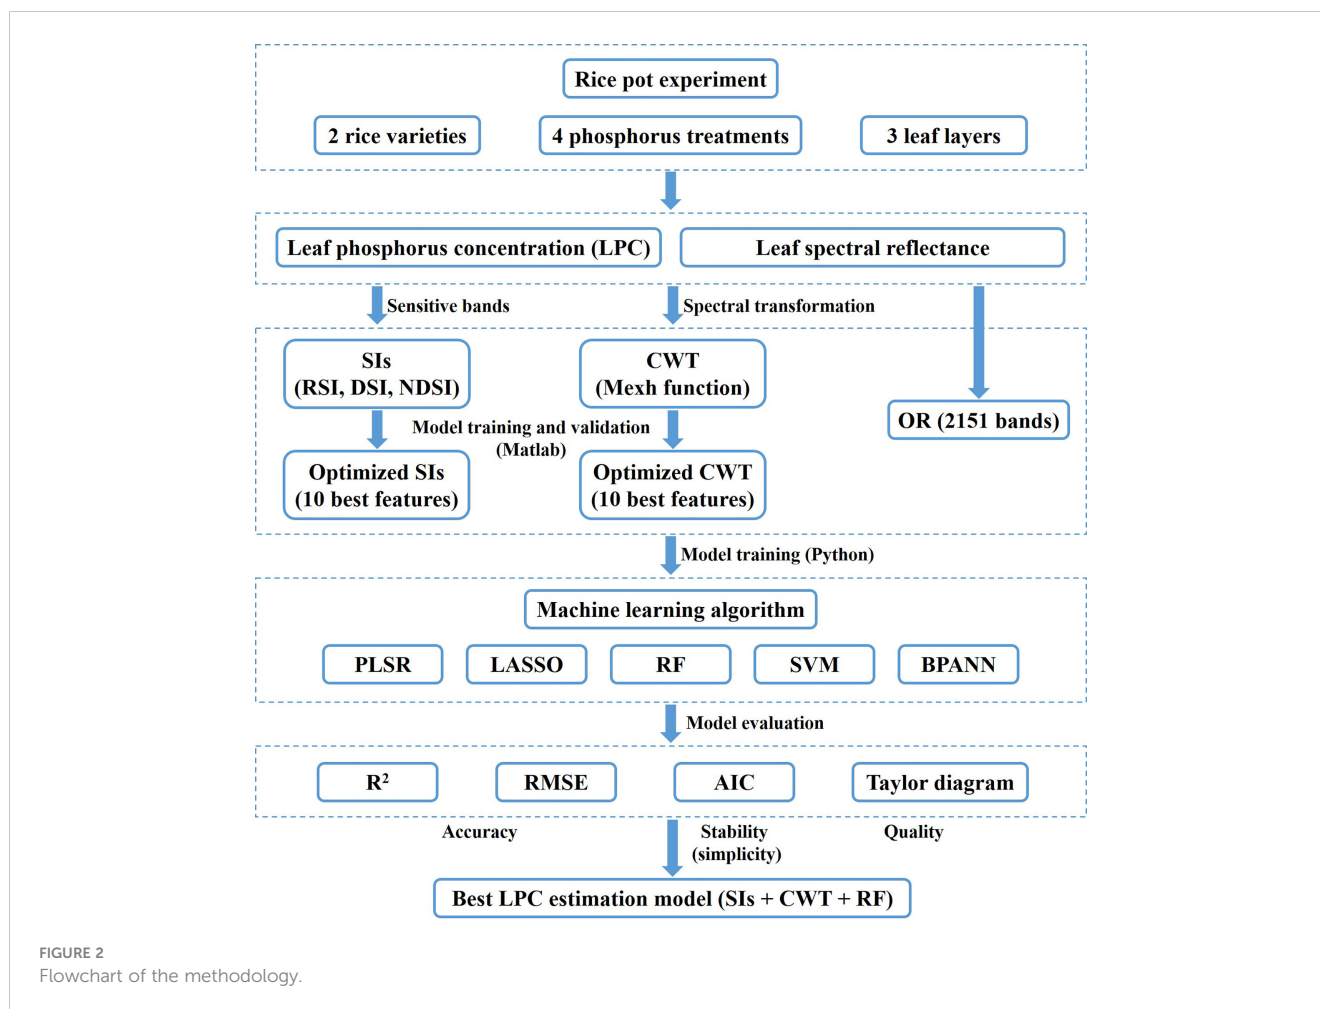 Rice pot experiment
2 rice varieties
4 phosphorus treatments
3 leaf layers
Leaf phosphorus concentration (LPC)
Leaf spectral reflectance
Sensitive bands
Spectral transformation
SIs
(RSI, DSI, NDSI)
CWT
(Mexh function)
OR (2151 bands)
Model training and validation
(Matlab)
Optimized SIs
(10 best features)
Optimized CWT
(10 best features)
Model training (Python)
Machine learning algorithm
PLSR
LASSO
RF
SVM
BPANN
Model evaluation
R²
RMSE
AIC
Taylor diagram
Accuracy
Stability
(simplicity)
Quality
Best LPC estimation model (SIs + CWT + RF)
FIGURE 2
Flowchart of the methodology.